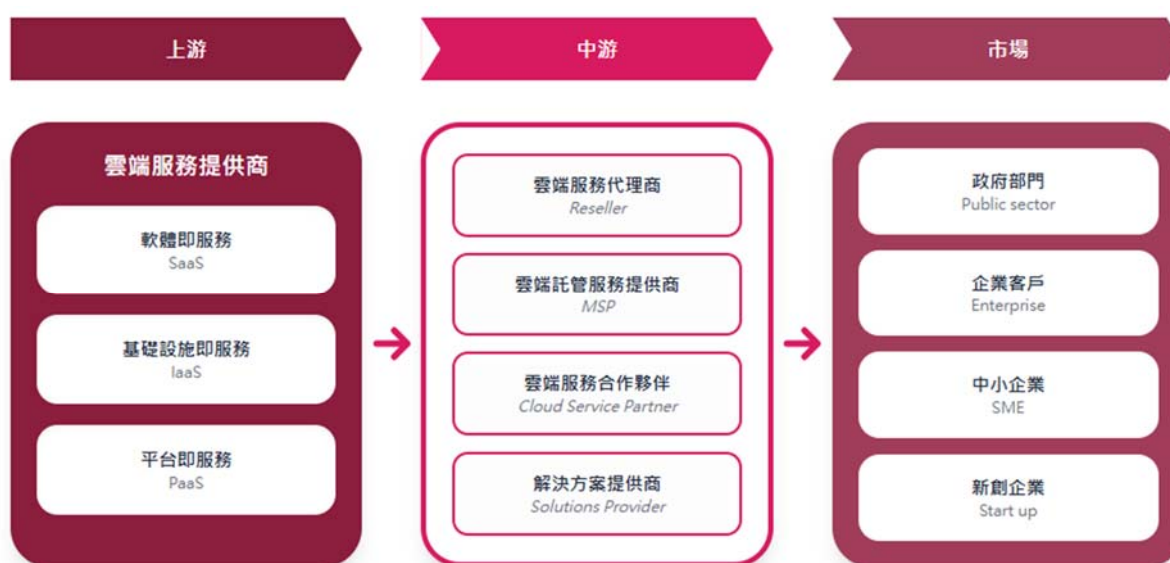 上游
中游
市場
雲端服務提供商
軟體即服務
SaaS
基礎設施即服務
IaaS
平台即服務
PaaS
雲端服務代理商
Reseller
雲端託管服務提供商
MSP
雲端服務合作夥伴
Cloud Service Partner
解決方案提供商
Solutions Provider
政府部門
Public sector
企業客戶
Enterprise
中小企業
SME
新創企業
Start up